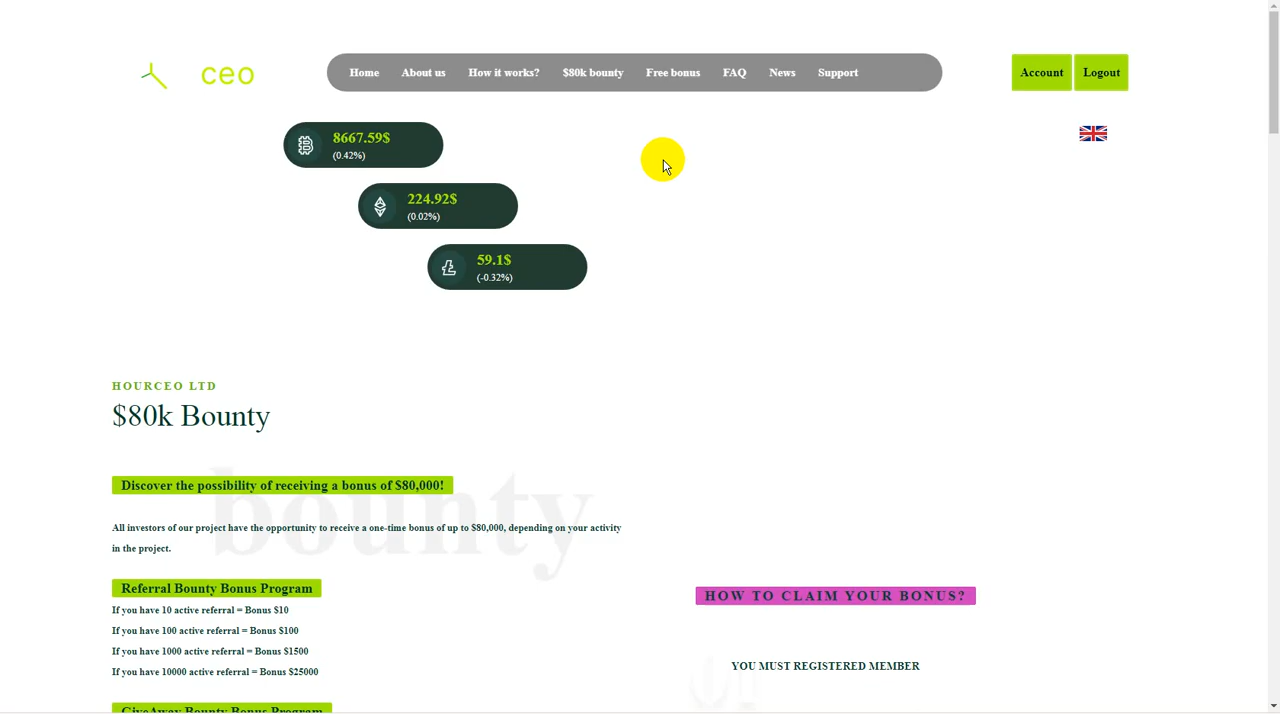 ceo
Home About us How it works? $80k bounty Free bonus FAQ News Support
Account Logout
8667.59$
(0.42%)
224.92$
(0.02%)
59.1$
(-0.32%)
HOURCEO LTD
$80k Bounty
bounty
Discover the possibility of receiving a bonus of $80,000!
All investors of our project have the opportunity to receive a one-time bonus of up to $80,000, depending on your activity
in the project.
Referral Bounty Bonus Program
If you have 10 active referral = Bonus $10
If you have 100 active referral = Bonus $100
If you have 1000 active referral = Bonus $1500
If you have 10000 active referral = Bonus $25000
GiveAway Bounty Bonus Program
HOW TO CLAIM YOUR BONUS?
YOU MUST REGISTERED MEMBER